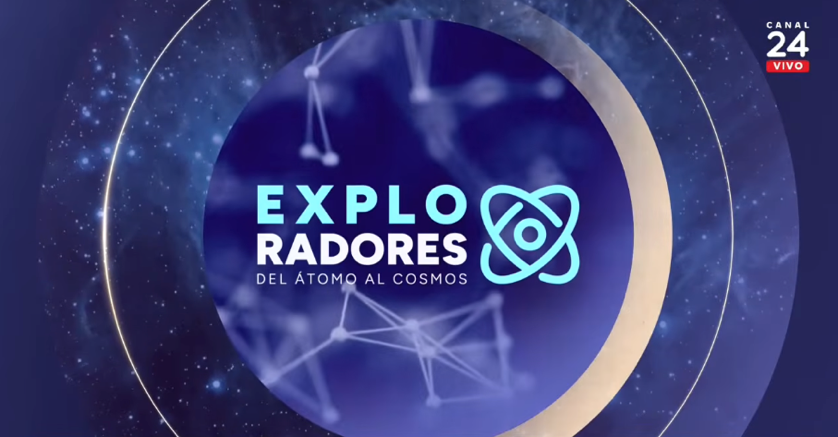 CANAL
24
VIVO
EXPLO
RADORES
DEL ÁTOMO AL COSMOS